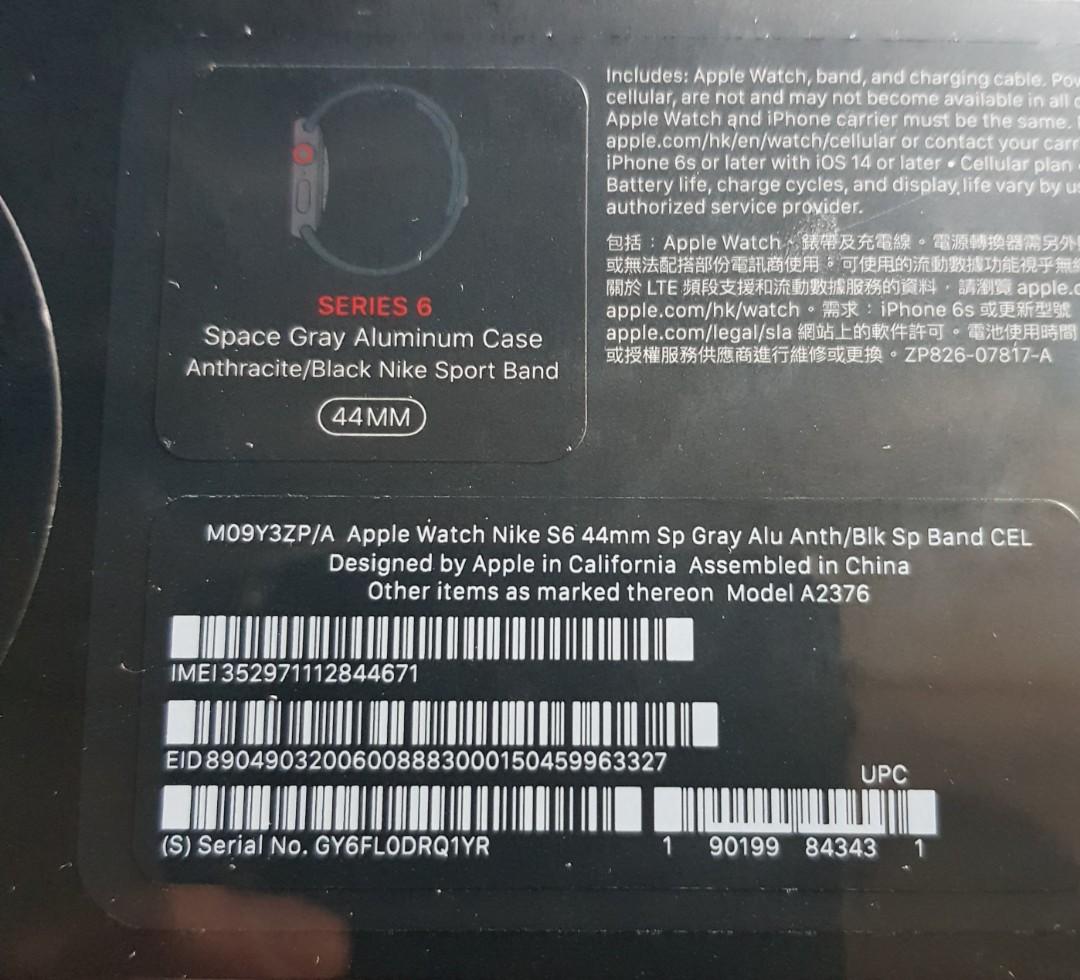 SERIES 6
Space Gray Aluminum Case
Anthracite/Black Nike Sport Band
44MM
Includes: Apple Watch, band, and charging cable.
cellular, are not and may not become available in all
Apple Watch and iPhone carrier must be the same.
apple.com/hk/en/watch/cellular or contact your
iPhone 6s or later with iOS 14 or later • Cellular plan
Battery life, charge cycles, and display life vary by
authorized service provider.
包括：Apple Watch、錶帶及充電線。電源轉換器需另外
或無法配搭部份電訊商使用。可使用的流動數據功能視乎無
關於 LTE 頻段支援和流動數據服務的資料，請瀏覽
apple.com/hk/watch。需求：iPhone 6s 或更新型號
apple.com/legal/sla 網站上的軟件許可。電池使用時間
或授權服務供應商進行維修或更換。ZP826-07817-A
M09Y3ZP/A Apple Watch Nike S6 44mm Sp Gray Alu Anth/Blk Sp Band CEL
Designed by Apple in California Assembled in China
Other items as marked thereon Model A2376
IMEI 352971112844671
EID 89049032006008883000150459963327
UPC
(S) Serial No. GY6FL0DRQ1YR
1 90199 84343 1